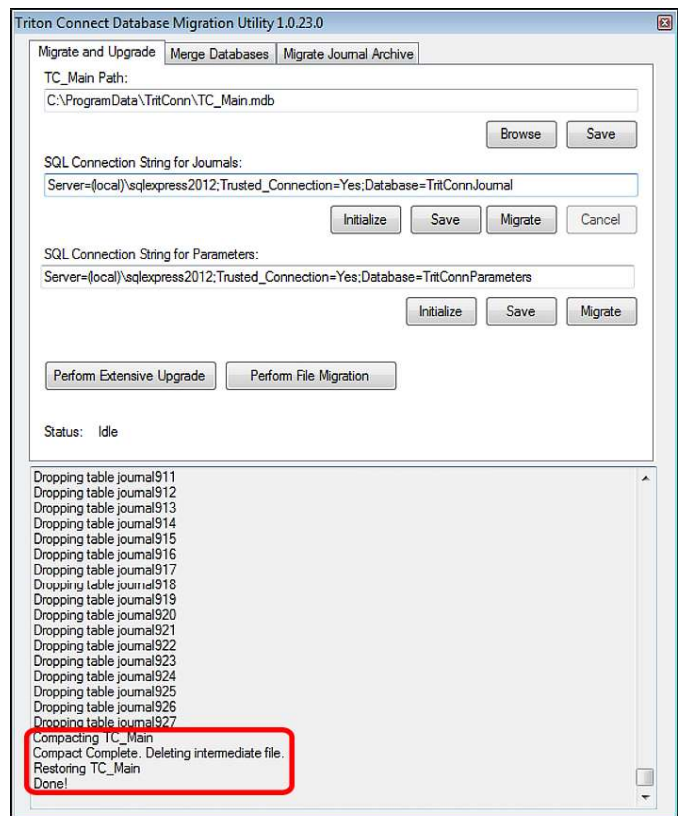 Triton Connect Database Migration Utility 1.0.23.0
Migrate and Upgrade Merge Databases Migrate Journal Archive
TC_Main Path:
C:\ProgramData\TritConn\TC_Main.mdb
Browse Save
SQL Connection String for Journals:
Server=(local)\sqlexpress2012;Trusted_Connection=Yes;Database=TritConnJournal
Initialize Save Migrate Cancel
SQL Connection String for Parameters:
Server=(local)\sqlexpress2012;Trusted_Connection=Yes;Database=TritConnParameters
Initialize Save Migrate
Perform Extensive Upgrade Perform File Migration
Status: Idle
Dropping table journal911
Dropping table journal912
Dropping table journal913
Dropping table journal914
Dropping table journal915
Dropping table journal916
Dropping table journal917
Dropping table journal918
Dropping table journal919
Dropping table journal920
Dropping table journal921
Dropping table journal922
Dropping table journal923
Dropping table journal924
Dropping table journal925
Dropping table journal926
Dropping table journal927
Compacting TC_Main
Compact Complete. Deleting intermediate file.
Restoring TC_Main
Done!